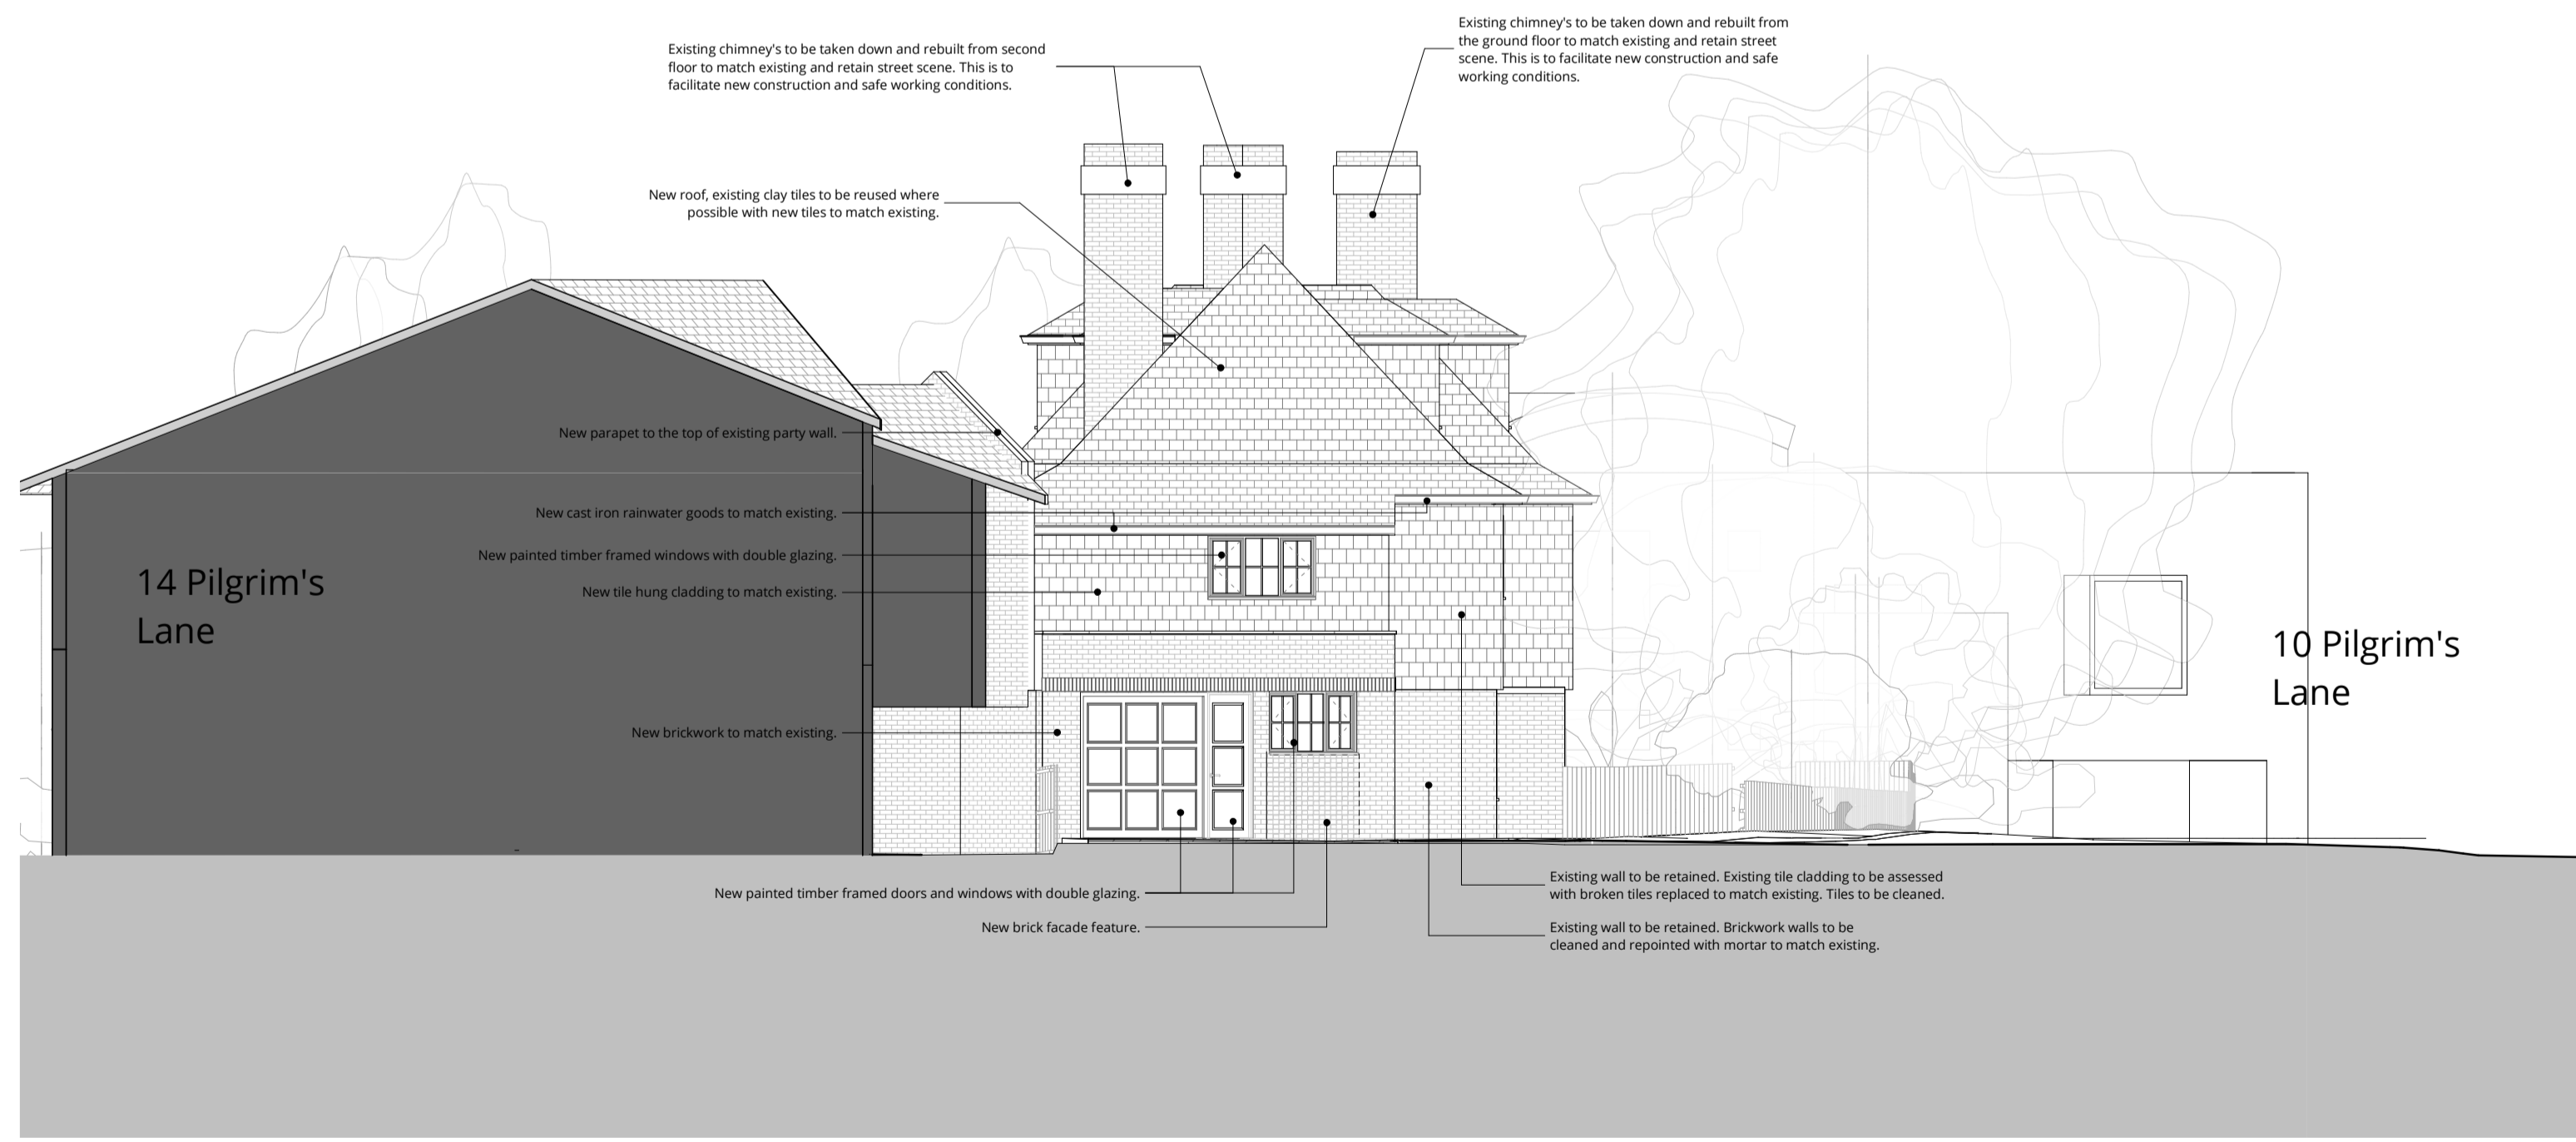 Existing chimney's to be taken down and rebuilt from
the ground floor to match existing and retain street
scene. This is to facilitate new construction and safe
working conditions.
Existing chimney's to be taken down and rebuilt from second
floor to match existing and retain street scene. This is to
facilitate new construction and safe working conditions.
New roof, existing clay tiles to be reused where
possible with new tiles to match existing.
New parapet to the top of existing party wall.
New cast iron rainwater goods to match existing.
New painted timber framed windows with double glazing.
New tile hung cladding to match existing.
14 Pilgrim's
Lane
10 Pilgrim's
Lane
New brickwork to match existing.
New painted timber framed doors and windows with double glazing.
New brick facade feature.
Existing wall to be retained. Existing tile cladding to be assessed
with broken tiles replaced to match existing. Tiles to be cleaned.
Existing wall to be retained. Brickwork walls to be
cleaned and repointed with mortar to match existing.